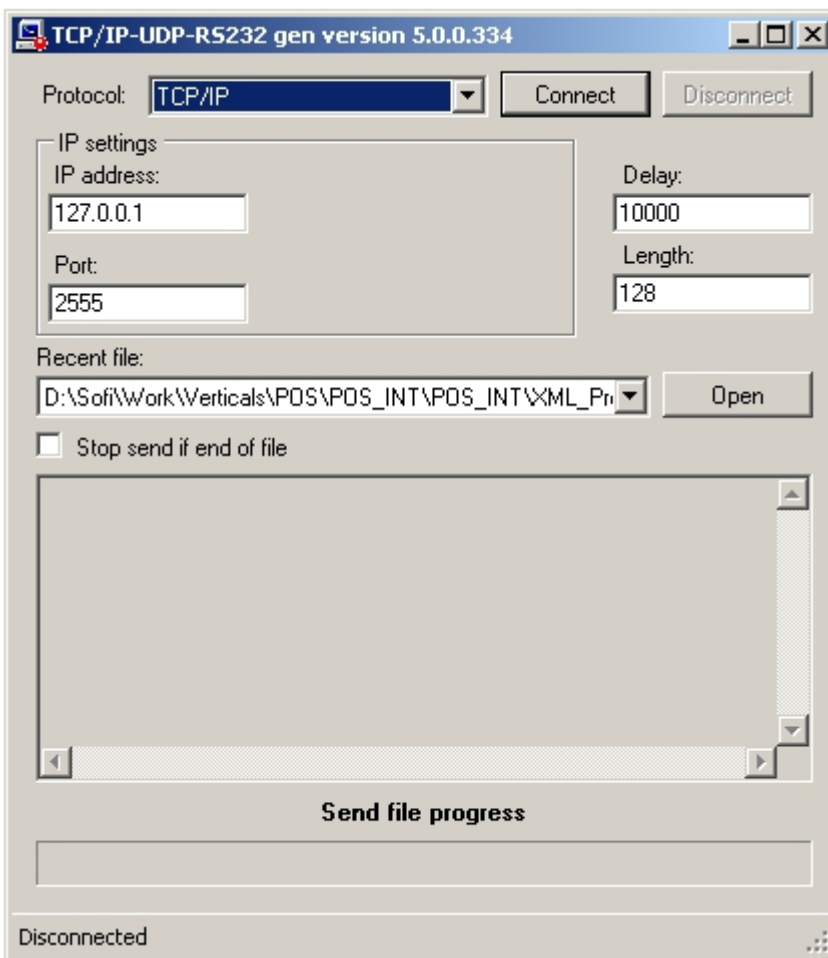 TCP/IP-UDP-RS232 gen version 5.0.0.334
Protocol: TCP/IP Connect Disconnect
IP settings
IP address: Delay:
127.0.0.1 10000
Port: Length:
2555 128
Recent file:
D:\Sofi\Work\Verticals\POS\POS_INT\POS_INT\XML_Pr Open
Stop send if end of file
Send file progress
Disconnected